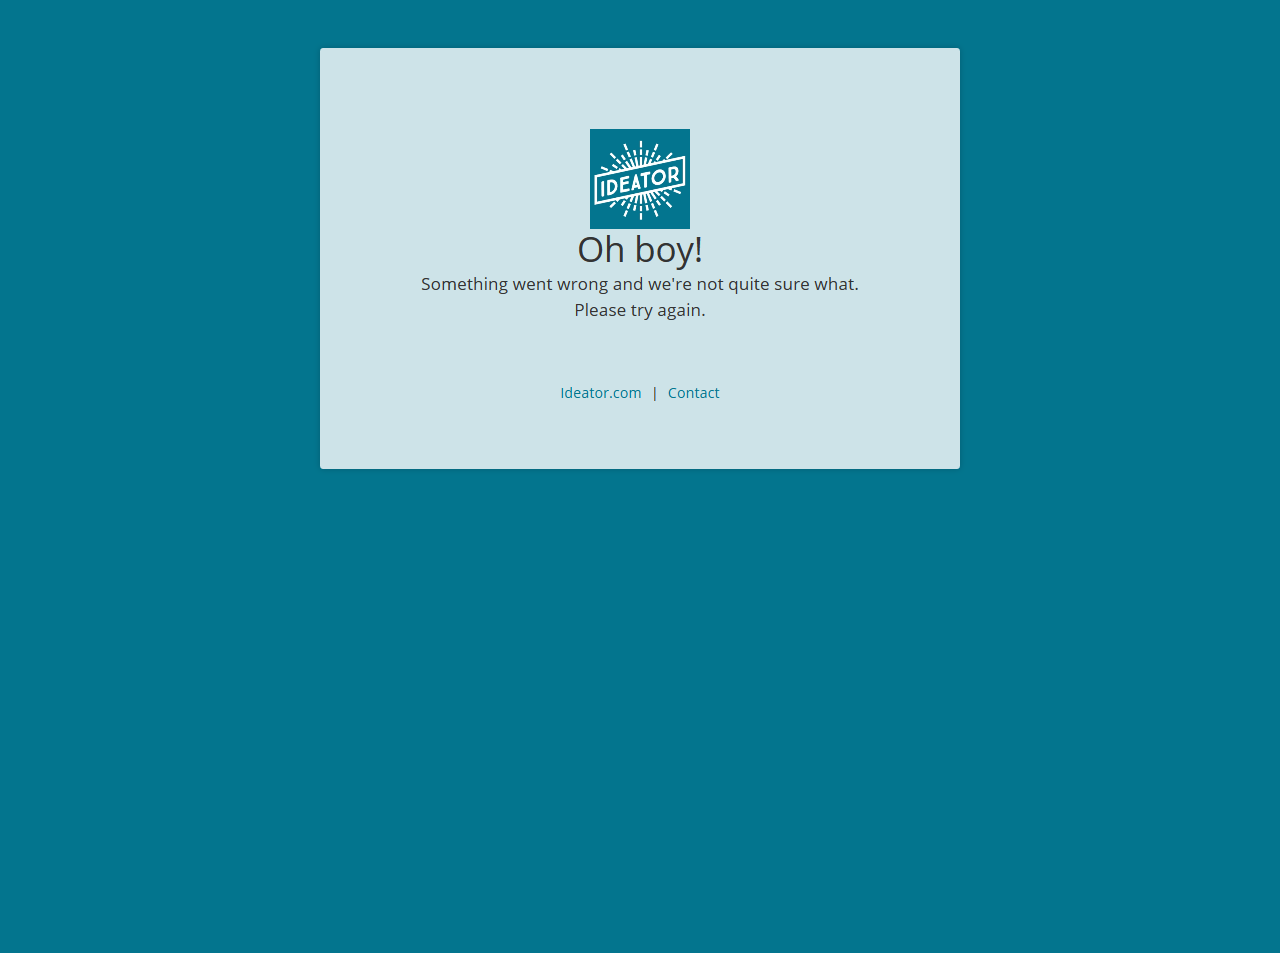 IDEATOR
Oh boy!
Something went wrong and we're not quite sure what.
Please try again.
Ideator.com | Contact